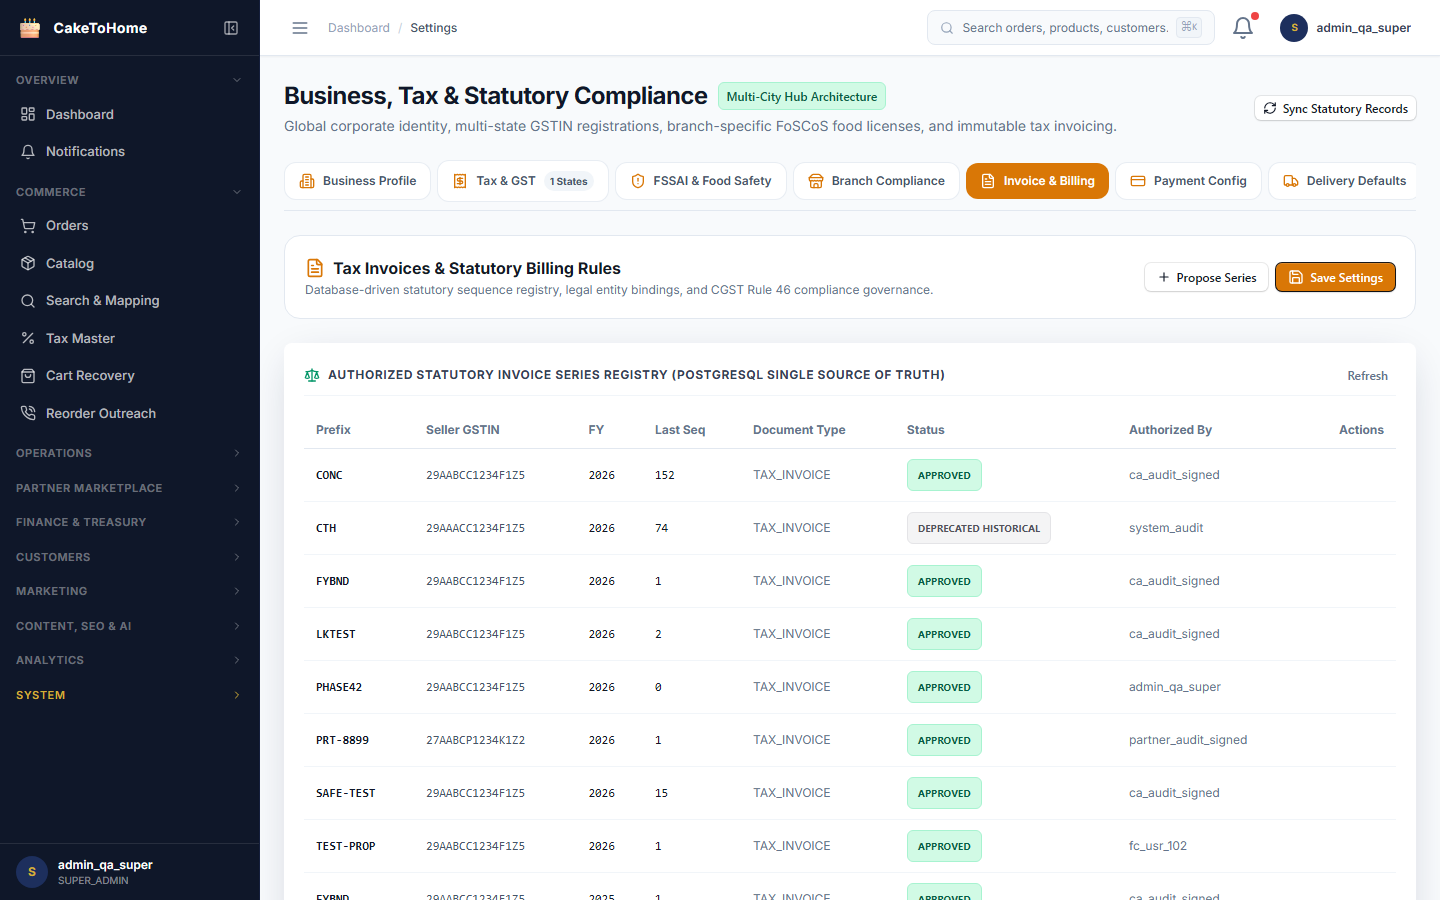 CakeToHome
Dashboard / Settings
Search orders, products, customers. ⌘K
S admin_qa_super
OVERVIEW
Dashboard
Notifications
COMMERCE
Orders
Catalog
Search & Mapping
Tax Master
Cart Recovery
Reorder Outreach
OPERATIONS
PARTNER MARKETPLACE
FINANCE & TREASURY
CUSTOMERS
MARKETING
CONTENT, SEO & AI
ANALYTICS
SYSTEM
S admin_qa_super
SUPER_ADMIN
Business, Tax & Statutory Compliance Multi-City Hub Architecture
Global corporate identity, multi-state GSTIN registrations, branch-specific FoSCoS food licenses, and immutable tax invoicing.
Sync Statutory Records
Business Profile Tax & GST 1 States FSSAI & Food Safety Branch Compliance Invoice & Billing Payment Config Delivery Defaults
Tax Invoices & Statutory Billing Rules
Database-driven statutory sequence registry, legal entity bindings, and CGST Rule 46 compliance governance.
Propose Series Save Settings
AUTHORIZED STATUTORY INVOICE SERIES REGISTRY (POSTGRESQL SINGLE SOURCE OF TRUTH) Refresh
Prefix Seller GSTIN FY Last Seq Document Type Status Authorized By Actions
CONC 29AABCC1234F1Z5 2026 152 TAX_INVOICE APPROVED ca_audit_signed
CTH 29AAACC1234F1Z5 2026 74 TAX_INVOICE DEPRECATED HISTORICAL system_audit
FYBND 29AABCC1234F1Z5 2026 1 TAX_INVOICE APPROVED ca_audit_signed
LKTEST 29AABCC1234F1Z5 2026 2 TAX_INVOICE APPROVED ca_audit_signed
PHASE42 29AABCC1234F1Z5 2026 0 TAX_INVOICE APPROVED admin_qa_super
PRT-8899 27AABCP1234K1Z2 2026 1 TAX_INVOICE APPROVED partner_audit_signed
SAFE-TEST 29AABCC1234F1Z5 2026 15 TAX_INVOICE APPROVED ca_audit_signed
TEST-PROP 29AABCC1234F1Z5 2026 1 TAX_INVOICE APPROVED fc_usr_102
FYBND 29AABCC1234F1Z5 2025 1 TAX_INVOICE APPROVED ca_audit_signed